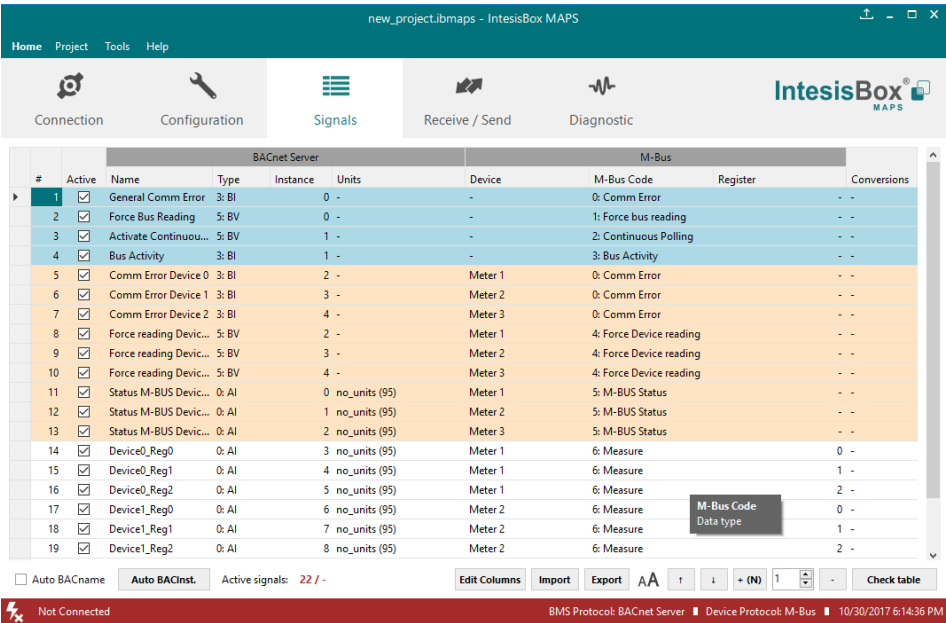 new_project.ibmaps - IntesisBox MAPS
Home Project Tools Help
Connection Configuration Signals Receive / Send Diagnostic
IntesisBox®
MAPS
BACnet Server M-Bus
# Active Name Type Instance Units Device M-Bus Code Register Conversions
1 General Comm Error 3: BI 0 - - 0: Comm Error - -
2 Force Bus Reading 5: BV 0 - - 1: Force bus reading - -
3 Activate Continuou... 5: BV 1 - - 2: Continuous Polling - -
4 Bus Activity 3: BI 1 - - 3: Bus Activity - -
5 Comm Error Device 0 3: BI 2 - Meter 1 0: Comm Error - -
6 Comm Error Device 1 3: BI 3 - Meter 2 0: Comm Error - -
7 Comm Error Device 2 3: BI 4 - Meter 3 0: Comm Error - -
8 Force reading Devic... 5: BV 2 - Meter 1 4: Force Device reading - -
9 Force reading Devic... 5: BV 3 - Meter 2 4: Force Device reading - -
10 Force reading Devic... 5: BV 4 - Meter 3 4: Force Device reading - -
11 Status M-BUS Devic... 0: AI 0 no_units (95) Meter 1 5: M-BUS Status - -
12 Status M-BUS Devic... 0: AI 1 no_units (95) Meter 2 5: M-BUS Status - -
13 Status M-BUS Devic... 0: AI 2 no_units (95) Meter 3 5: M-BUS Status - -
14 Device0_Reg0 0: AI 3 no_units (95) Meter 1 6: Measure 0 -
15 Device0_Reg1 0: AI 4 no_units (95) Meter 1 6: Measure 1 -
16 Device0_Reg2 0: AI 5 no_units (95) Meter 1 6: Measure 2 -
17 Device1_Reg0 0: AI 6 no_units (95) Meter 2 6: Measure 0 -
18 Device1_Reg1 0: AI 7 no_units (95) Meter 2 6: Measure 1 -
19 Device1_Reg2 0: AI 8 no_units (95) Meter 2 6: Measure 2 -
M-Bus Code
Data type
Auto BACname Auto BACInst. Active signals: 22 / - Edit Columns Import Export AA ↑ ↓ + (N) 1 - Check table
Not Connected BMS Protocol: BACnet Server Device Protocol: M-Bus 10/30/2017 6:14:36 PM